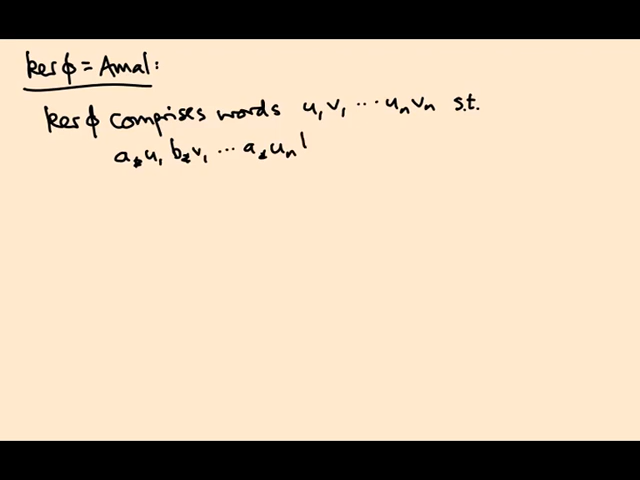 ker ϕ = Amal:
ker ϕ comprises words u₁v₁ ⋯ uₙvₙ s.t.
a⁎u₁ b⁎v₁ ⋯ a⁎uₙ l